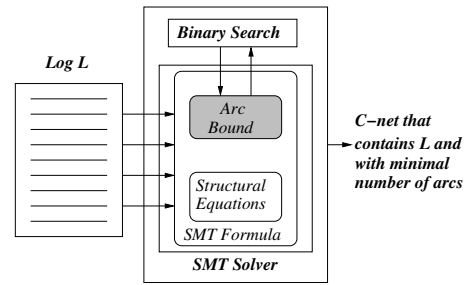 Binary Search
Log L
Arc
Bound
Structural
Equations
SMT Formula
SMT Solver
C−net that
contains L and
with minimal
number of arcs